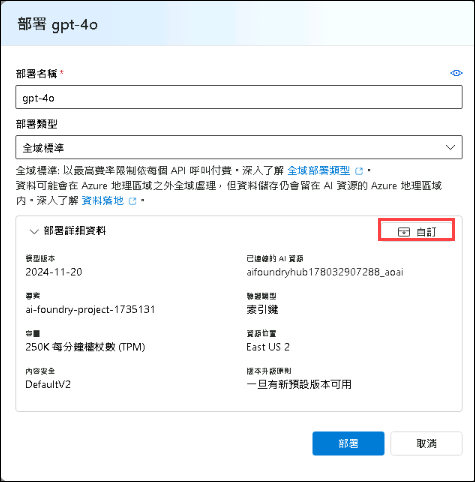 部署 gpt-4o
部署名稱*
gpt-4o
部署類型
全域標準
全域標準: 以最高費率限制依每個 API 呼叫付費。深入了解 全域部署類型。
資料可能會在 Azure 地理區域之外全域處理，但資料儲存仍會留在 AI 資源的 Azure 地理區域
內。深入了解 資料落地。
部署詳細資料
自訂
模型版本
2024-11-20
已連線的 AI 資源
aifoundryhub178032907288_aoai
專案
ai-foundry-project-1735131
驗證類型
索引鍵
容量
250K 每分鐘權杖數 (TPM)
資源位置
East US 2
內容安全
DefaultV2
版本升級原則
一旦有新預設版本可用
部署
取消